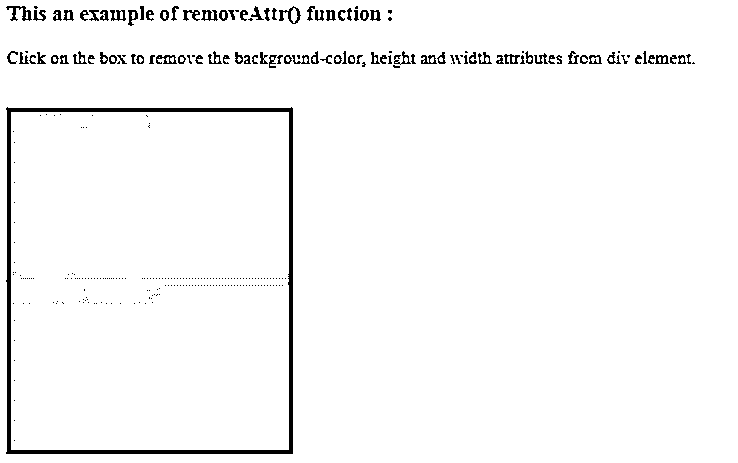 This an example of removeAttr() function :
Click on the box to remove the background-color, height and width attributes from div element.